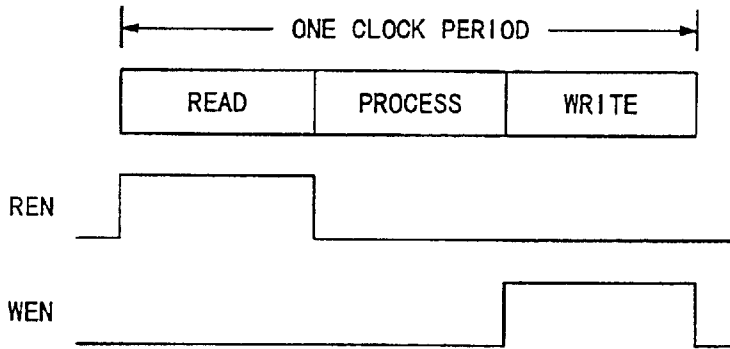 ONE CLOCK PERIOD
READ PROCESS WRITE
REN
WEN